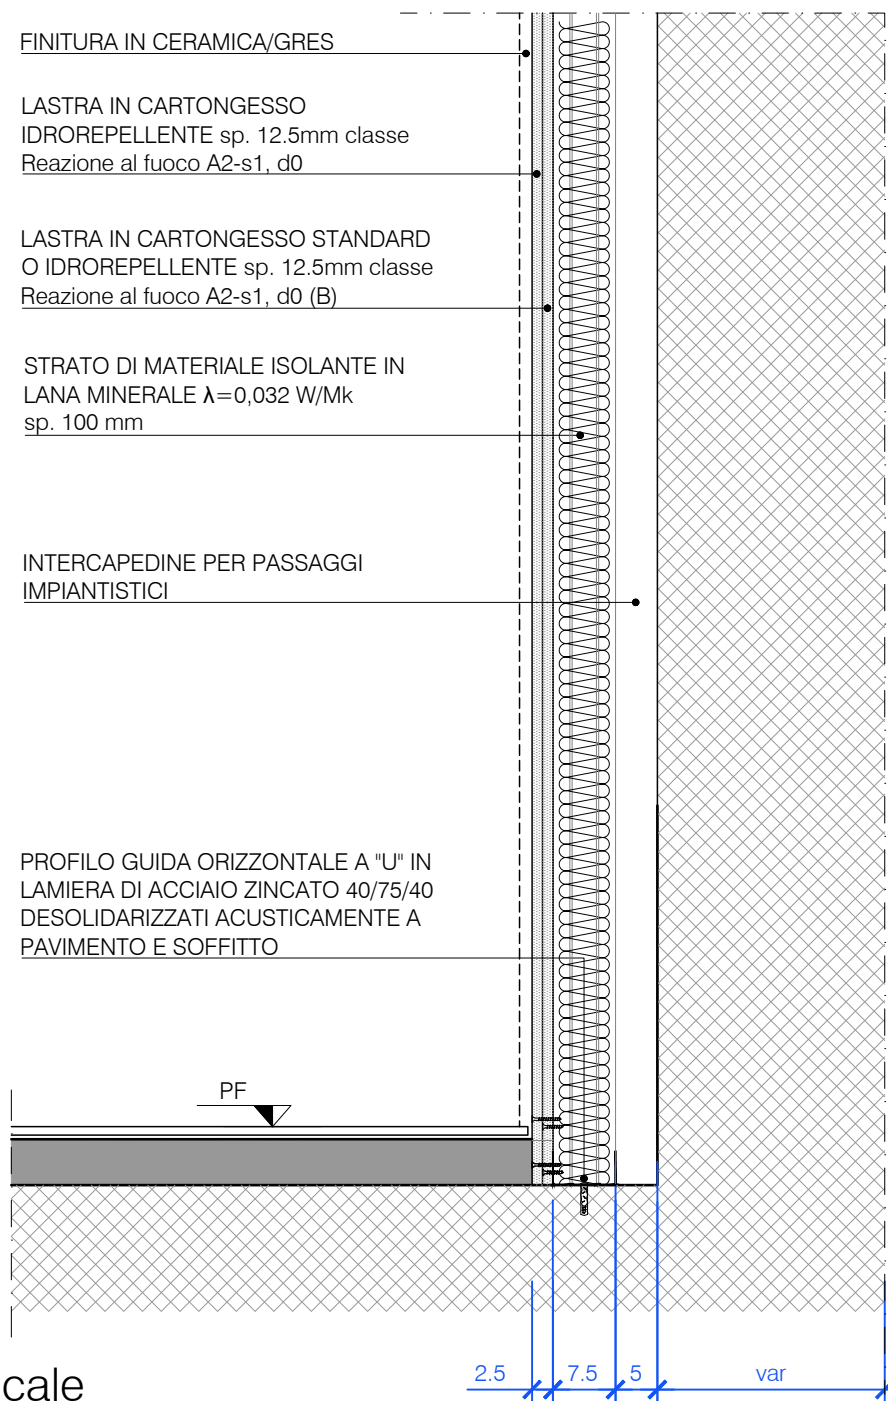 FINITURA IN CERAMICA/GRES
LASTRA IN CARTONGESSO
IDROREPELLENTE sp. 12.5mm classe
Reazione al fuoco A2-s1, d0
LASTRA IN CARTONGESSO STANDARD
O IDROREPELLENTE sp. 12.5mm classe
Reazione al fuoco A2-s1, d0 (B)
STRATO DI MATERIALE ISOLANTE IN
LANA MINERALE λ=0,032 W/Mk
sp. 100 mm
INTERCAPEDINE PER PASSAGGI
IMPIANTISTICI
PROFILO GUIDA ORIZZONTALE A "U" IN
LAMIERA DI ACCIAIO ZINCATO 40/75/40
DESOLIDARIZZATI ACUSTICAMENTE A
PAVIMENTO E SOFFITTO
PF
cale
2.5 7.5 5 var